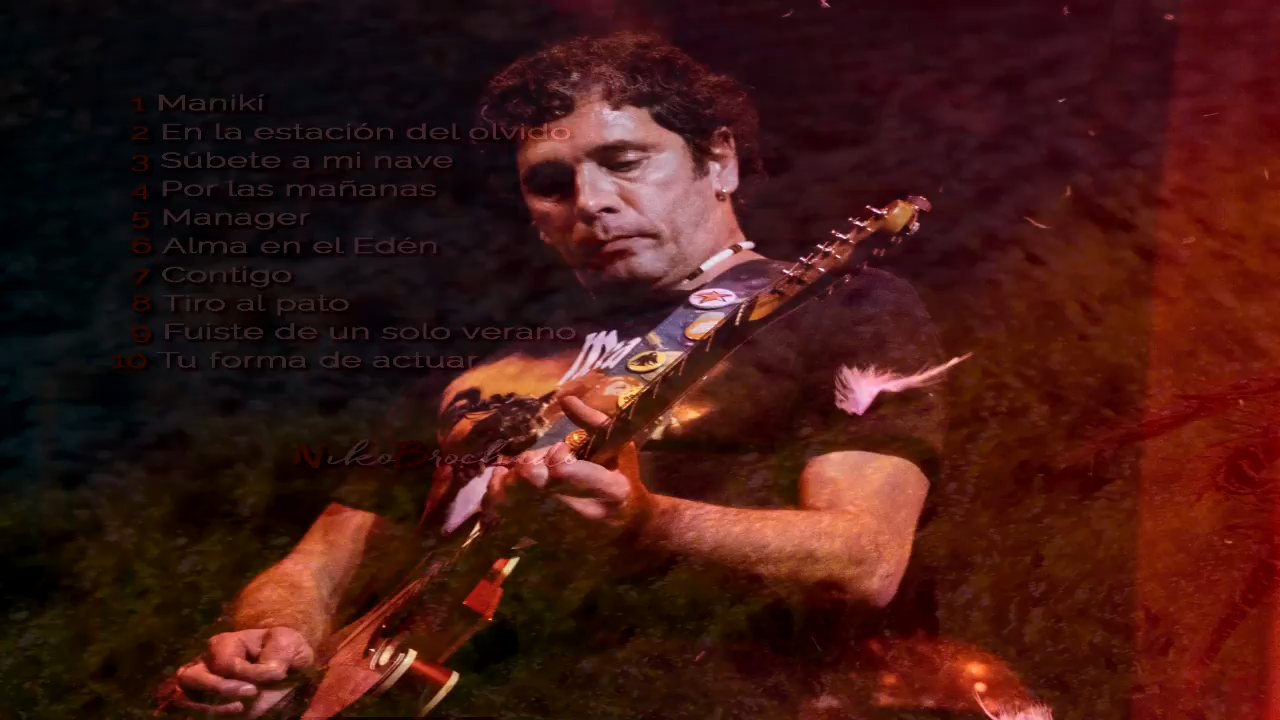 1 Manikí
2 En la estación del olvido
3 Súbete a mi nave
4 Por las mañanas
5 Manager
6 Alma en el Edén
7 Contigo
8 Tiro al pato
9 Fuiste de un solo verano
10 Tu forma de actuar